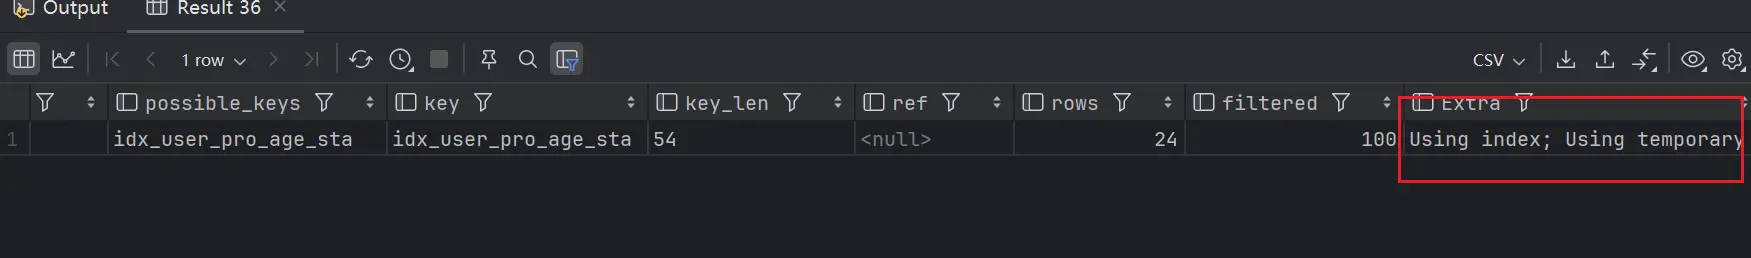 Output Result 36
1 row CSV
possible_keys key key_len ref rows filtered Extra
1 idx_user_pro_age_sta idx_user_pro_age_sta 54 <null> 24 100 Using index; Using temporary